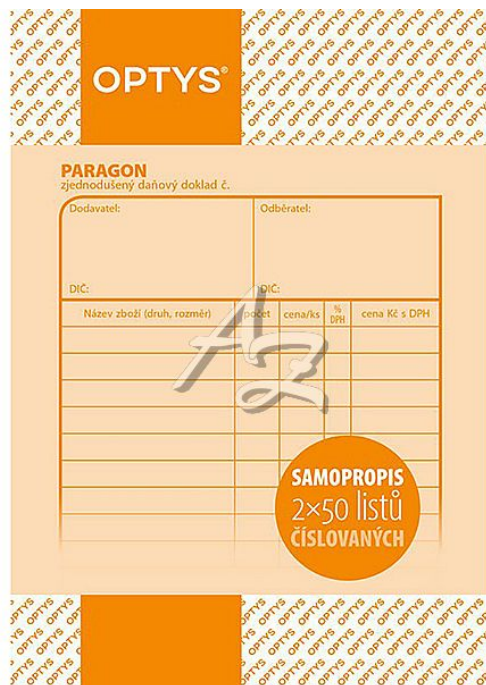 OPTYS®
PARAGON
zjednodušený daňový doklad č.
Dodavatel:
Odběratel:
DIČ:
DIČ:
Název zboží (druh, rozměr)
počet
cena/ks
% DPH
cena Kč s DPH
AZ
SAMOPROPIS
2×50 listů
ČÍSLOVANÝCH